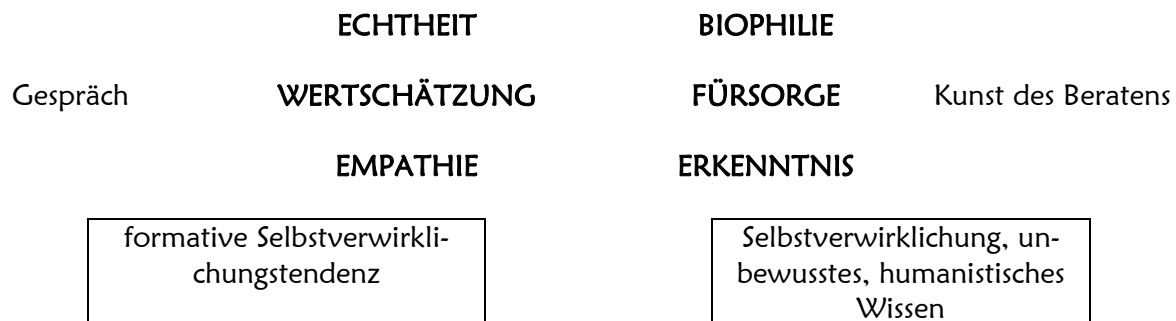 ECHTHEIT BIOPHILIE
Gespräch WERTSCHÄTZUNG FÜRSORGE Kunst des Beratens
EMPATHIE ERKENNTNIS
formative Selbstverwirkli-
chungstendenz
Selbstverwirklichung, un-
bewusstes, humanistisches
Wissen